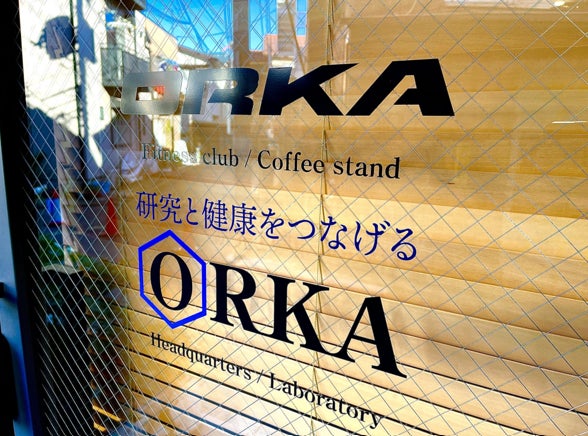 ORKA
Fitness club / Coffee stand
研究と健康をつなげる
ORKA
Headquarters / Laboratory